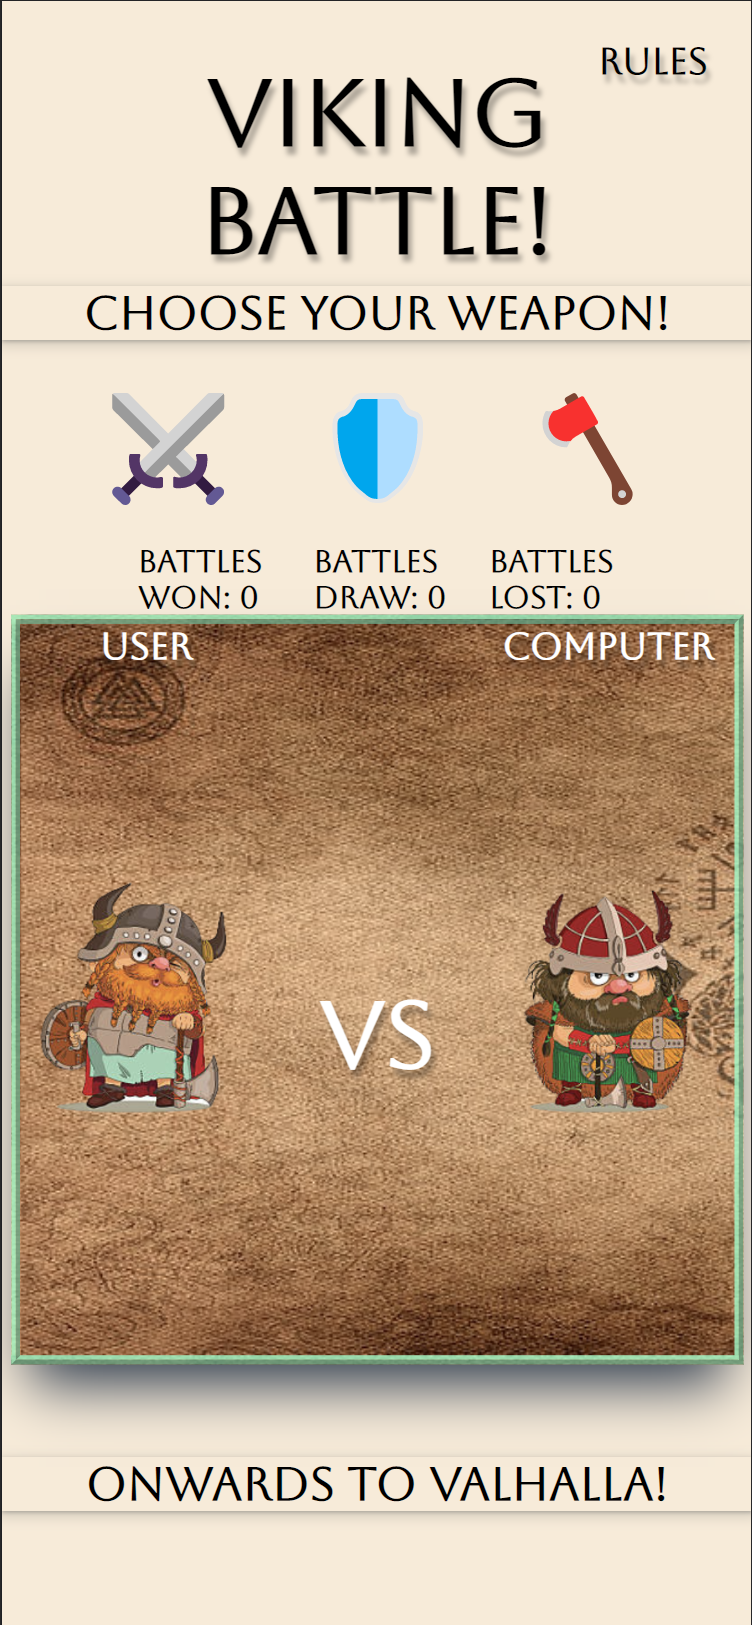 RULES
VIKING
BATTLE!
CHOOSE YOUR WEAPON!
BATTLES
WON: 0
BATTLES
DRAW: 0
BATTLES
LOST: 0
USER
COMPUTER
VS
ONWARDS TO VALHALLA!